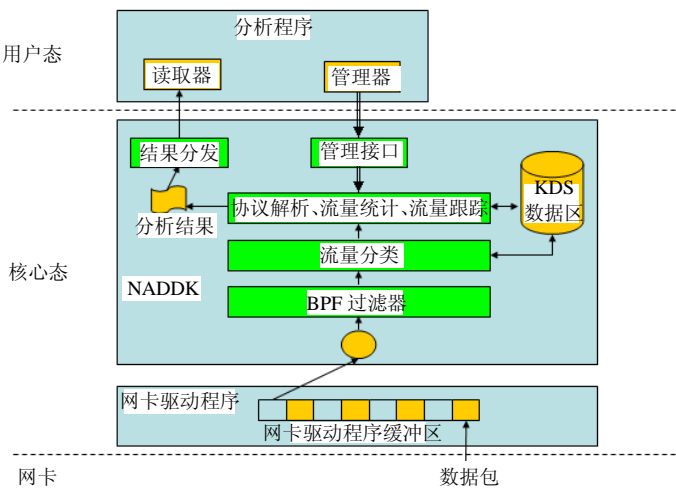 分析程序
用户态
读取器
管理器
结果分发
管理接口
KDS
数据区
协议解析、流量统计、流量跟踪
分析结果
流量分类
核心态
NADDK
BPF 过滤器
网卡驱动程序
网卡驱动程序缓冲区
网卡
数据包